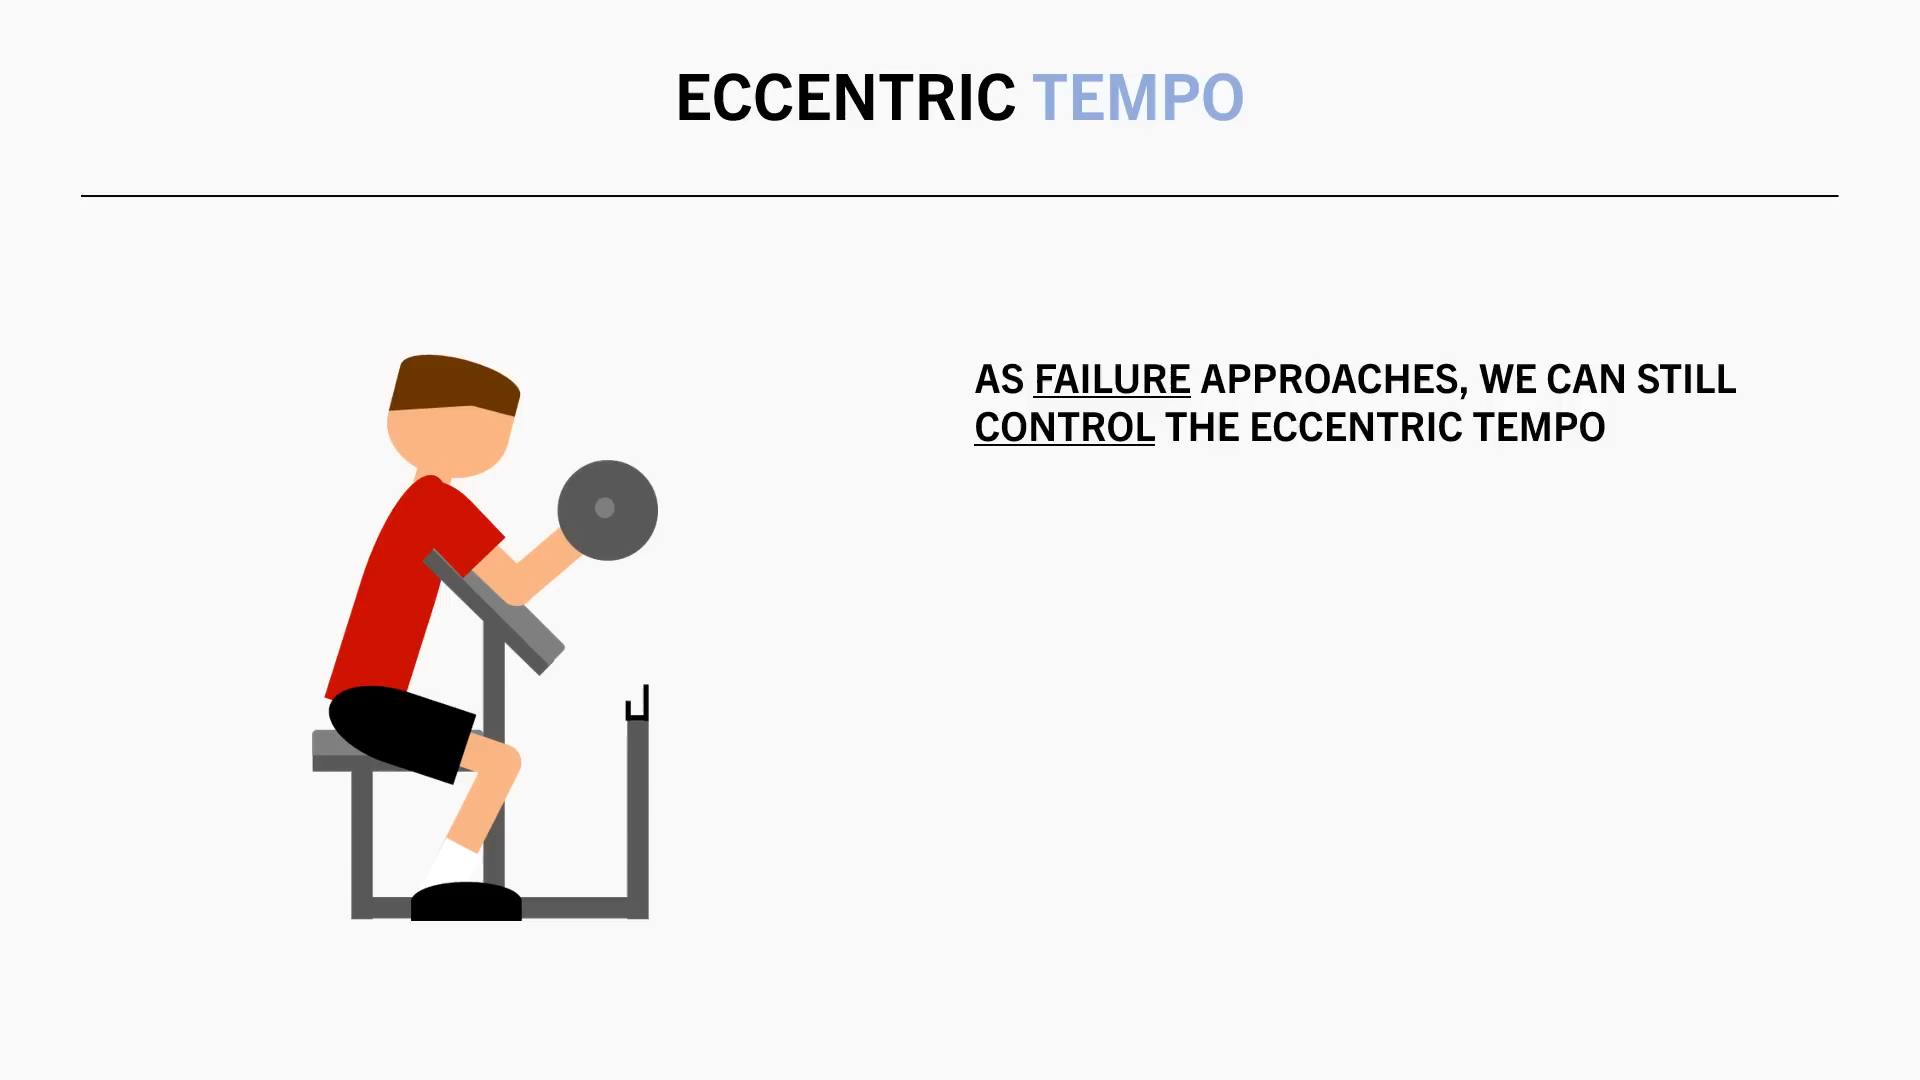 ECCENTRIC TEMPO
AS FAILURE APPROACHES, WE CAN STILL
CONTROL THE ECCENTRIC TEMPO